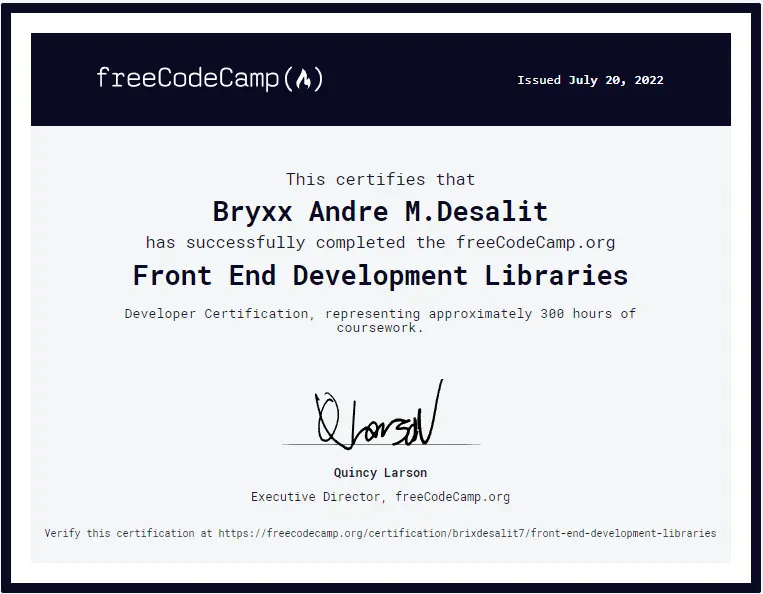 freeCodeCamp(🔥)
Issued July 20, 2022
This certifies that
Bryxx Andre M.Desalit
has successfully completed the freeCodeCamp.org
Front End Development Libraries
Developer Certification, representing approximately 300 hours of
coursework.
Q Larson
Quincy Larson
Executive Director, freeCodeCamp.org
Verify this certification at https://freecodecamp.org/certification/brixdesalit7/front-end-development-libraries